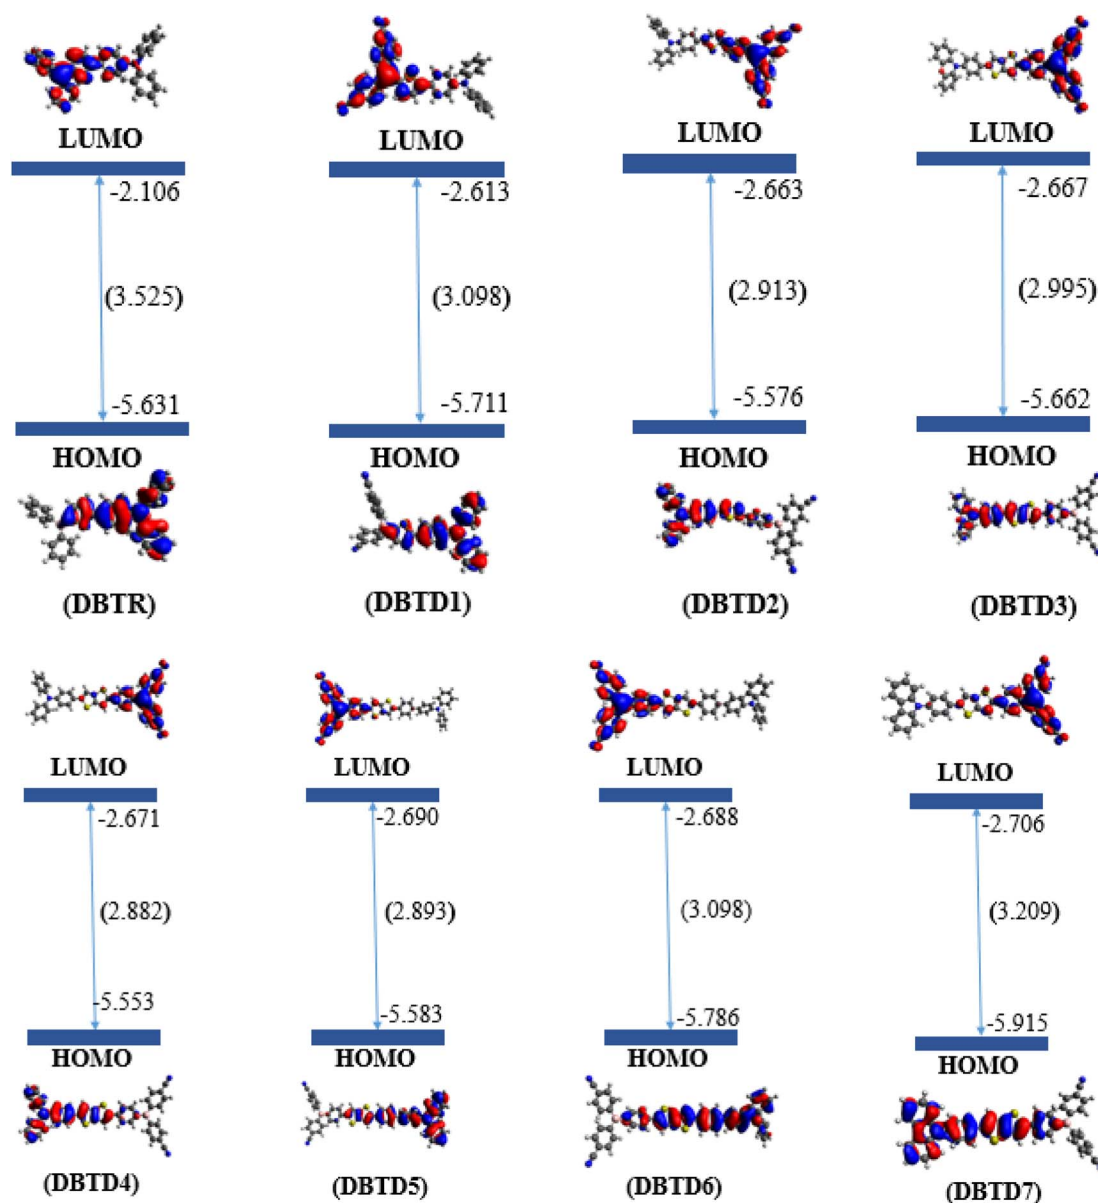 LUMO LUMO LUMO LUMO
-2.106 -2.613 -2.663 -2.667
(3.525) (3.098) (2.913) (2.995)
-5.631 -5.711 -5.576 -5.662
HOMO HOMO HOMO HOMO
(DBTR) (DBTD1) (DBTD2) (DBTD3)
LUMO LUMO LUMO LUMO
-2.671 -2.690 -2.688 -2.706
(2.882) (2.893) (3.098) (3.209)
-5.553 -5.583 -5.786 -5.915
HOMO HOMO HOMO HOMO
(DBTD4) (DBTD5) (DBTD6) (DBTD7)